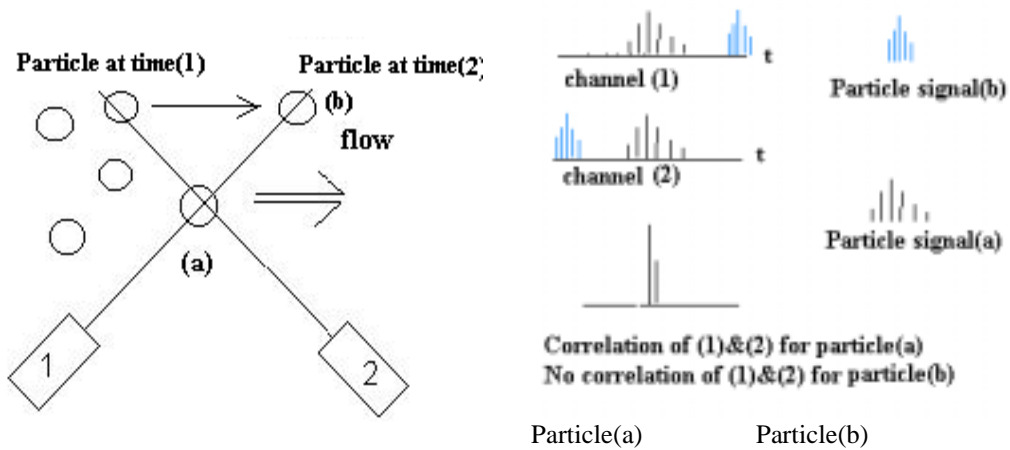 Particle at time(1)
Particle at time(2)
(b)
flow
(a)
1
2
t
channel (1)
Particle signal(b)
t
channel (2)
Particle signal(a)
Correlation of (1)&(2) for particle(a)
No correlation of (1)&(2) for particle(b)
Particle(a) Particle(b)